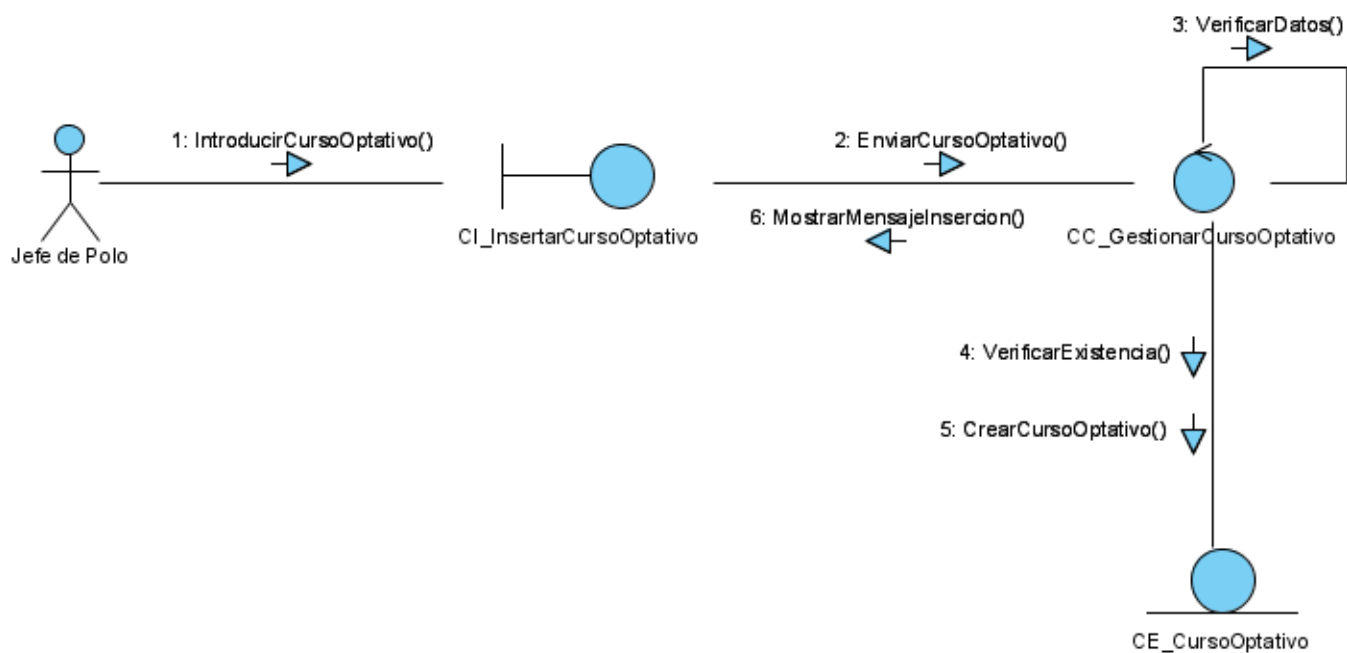 3: VerificarDatos()
1: IntroducirCursoOptativo()
2: EnviarCursoOptativo()
6: MostrarMensajeInsercion()
CI_InsertarCursoOptativo
CC_GestionarCursoOptativo
Jefe de Polo
4: VerificarExistencia()
5: CrearCursoOptativo()
CE_CursoOptativo